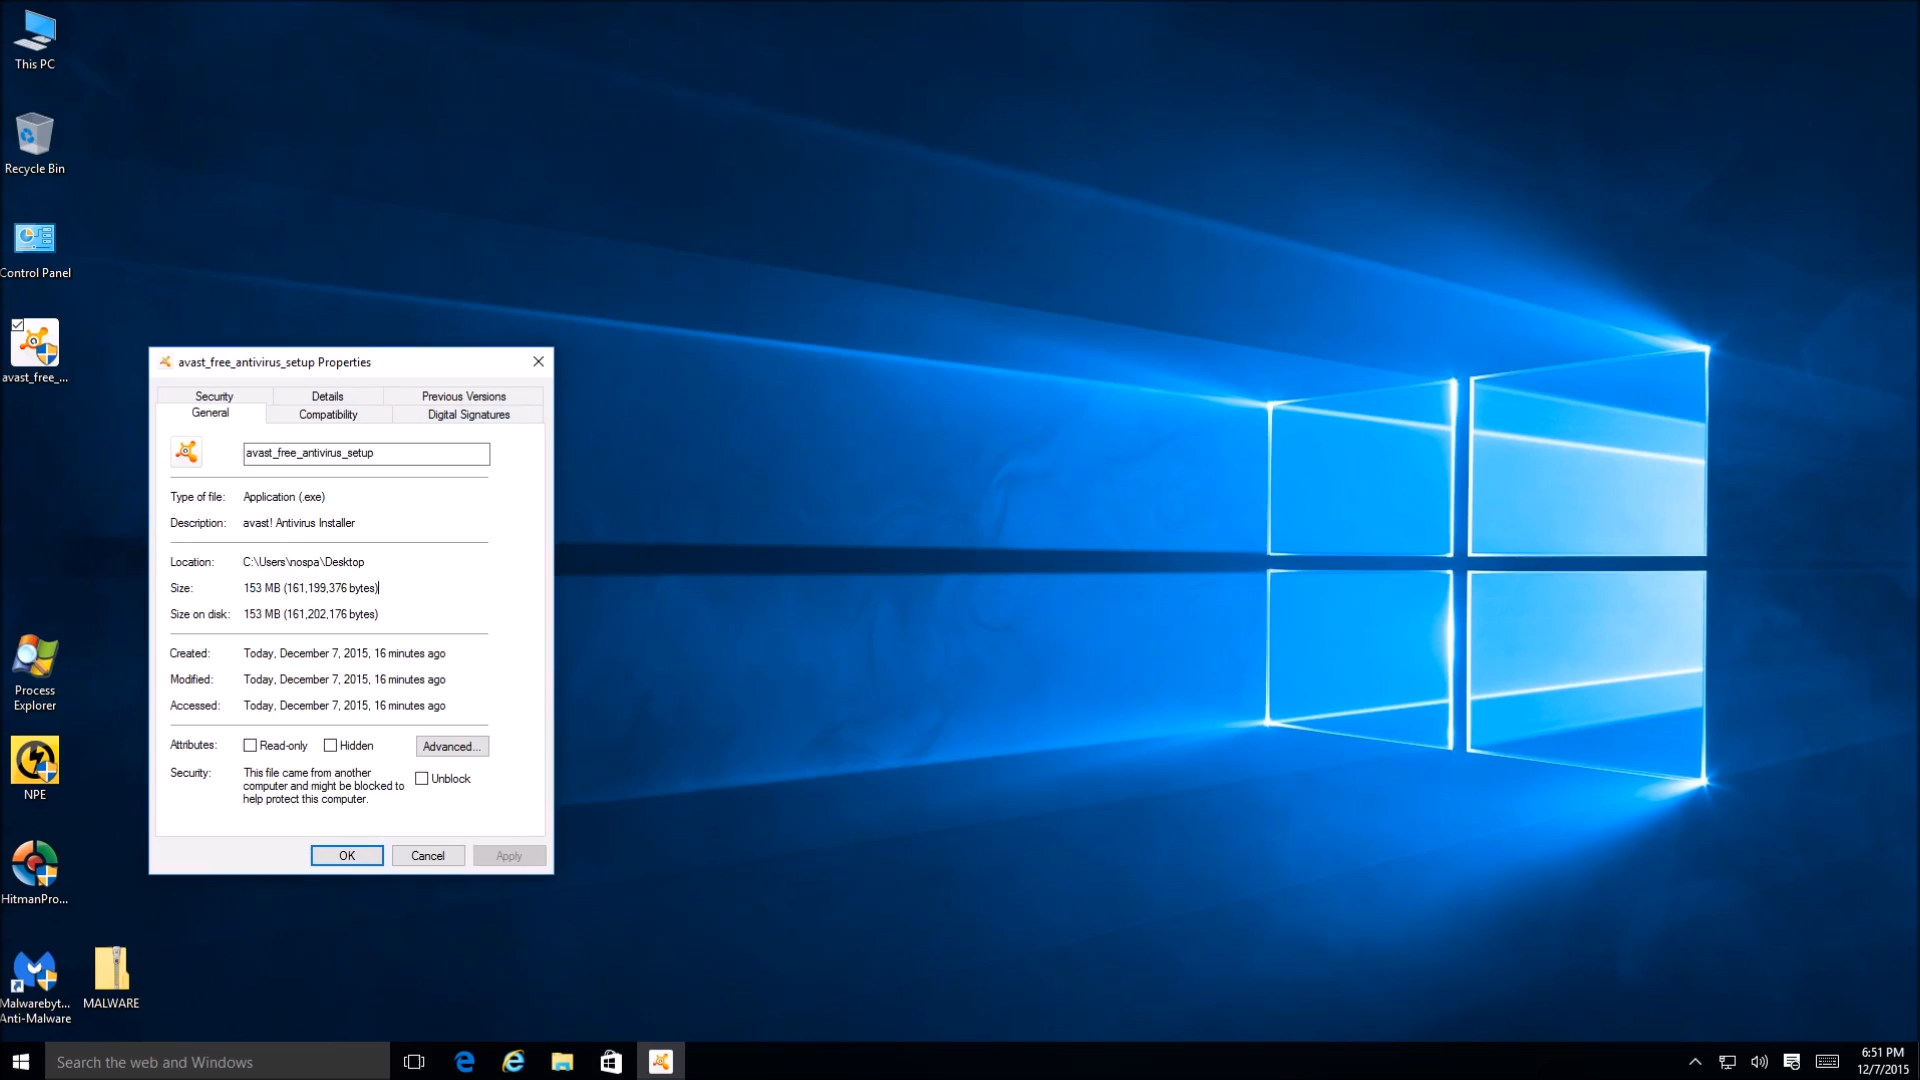 This PC
Recycle Bin
Control Panel
avast_free_...
Process
Explorer
NPE
HitmanPro...
Malwarebyt...
Anti-Malware
MALWARE
avast_free_antivirus_setup Properties
Security
Details
Previous Versions
General
Compatibility
Digital Signatures
avast_free_antivirus_setup
Type of file: Application (.exe)
Description: avast! Antivirus Installer
Location: C:\Users\nospa\Desktop
Size: 153 MB (161,199,376 bytes)
Size on disk: 153 MB (161,202,176 bytes)
Created: Today, December 7, 2015, 16 minutes ago
Modified: Today, December 7, 2015, 16 minutes ago
Accessed: Today, December 7, 2015, 16 minutes ago
Attributes: Read-only Hidden Advanced...
Security: This file came from another
computer and might be blocked to
help protect this computer.
Unblock
OK Cancel Apply
Search the web and Windows
6:51 PM
12/7/2015